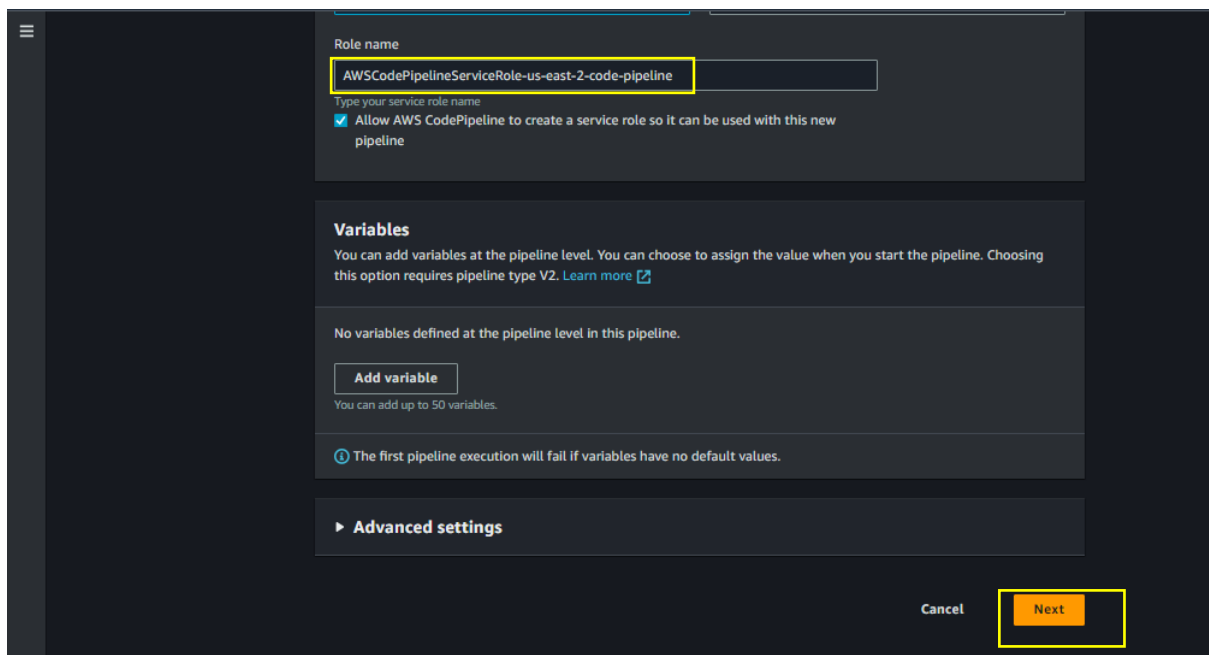 Role name
AWSCodePipelineServiceRole-us-east-2-code-pipeline
Type your service role name
Allow AWS CodePipeline to create a service role so it can be used with this new
pipeline
Variables
You can add variables at the pipeline level. You can choose to assign the value when you start the pipeline. Choosing
this option requires pipeline type V2. Learn more
No variables defined at the pipeline level in this pipeline.
Add variable
You can add up to 50 variables.
The first pipeline execution will fail if variables have no default values.
Advanced settings
Cancel Next